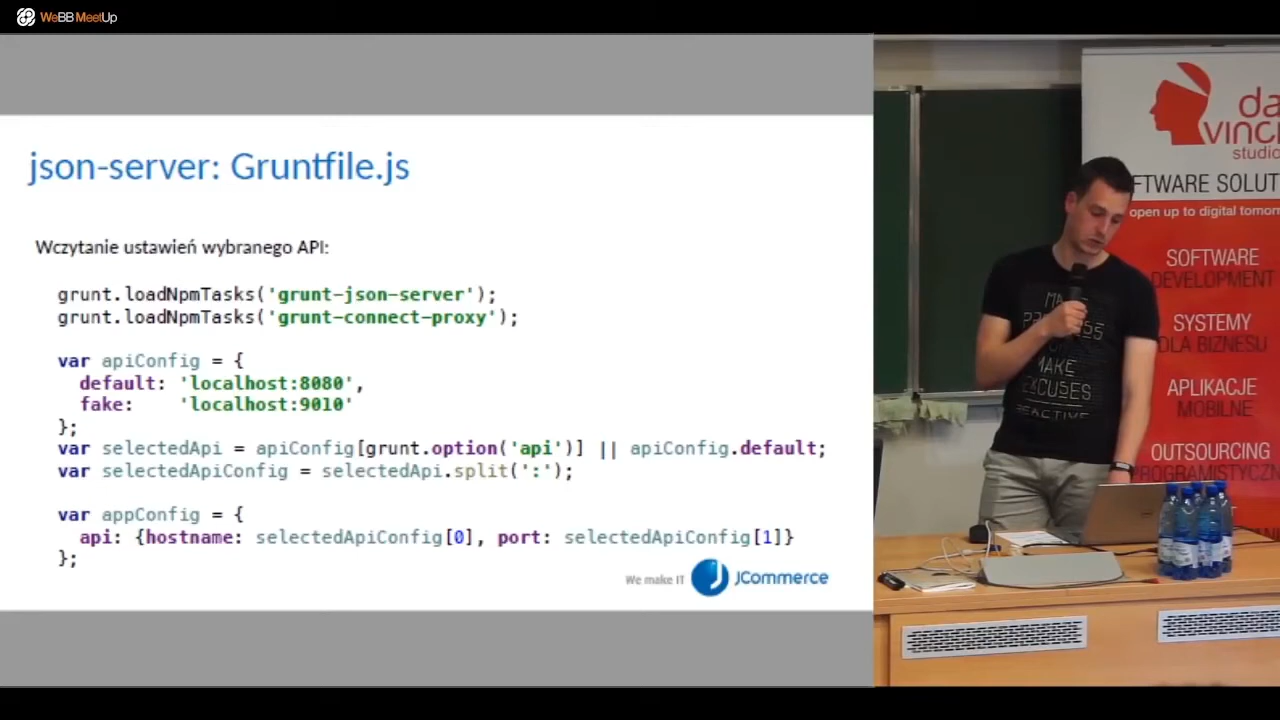 WeBB MeetUp
json-server: Gruntfile.js
Wczytanie ustawień wybranego API:
grunt.loadNpmTasks('grunt-json-server');
grunt.loadNpmTasks('grunt-connect-proxy');
var apiConfig = {
default: 'localhost:8080',
fake: 'localhost:9010'
};
var selectedApi = apiConfig[grunt.option('api')] || apiConfig.default;
var selectedApiConfig = selectedApi.split(':');
var appConfig = {
api: {hostname: selectedApiConfig[0], port: selectedApiConfig[1]}
};
We make IT JCommerce
da
VINCI
studio
FTWARE SOLUT
open up to digital tomorr
SOFTWARE
DEVELOPMENT
SYSTEMY
DLA BIZNESU
APLIKACJE
MOBILNE
OUTSOURCING
PROGRAMISTYCZN
MAKE
MAKE
EXCUSES